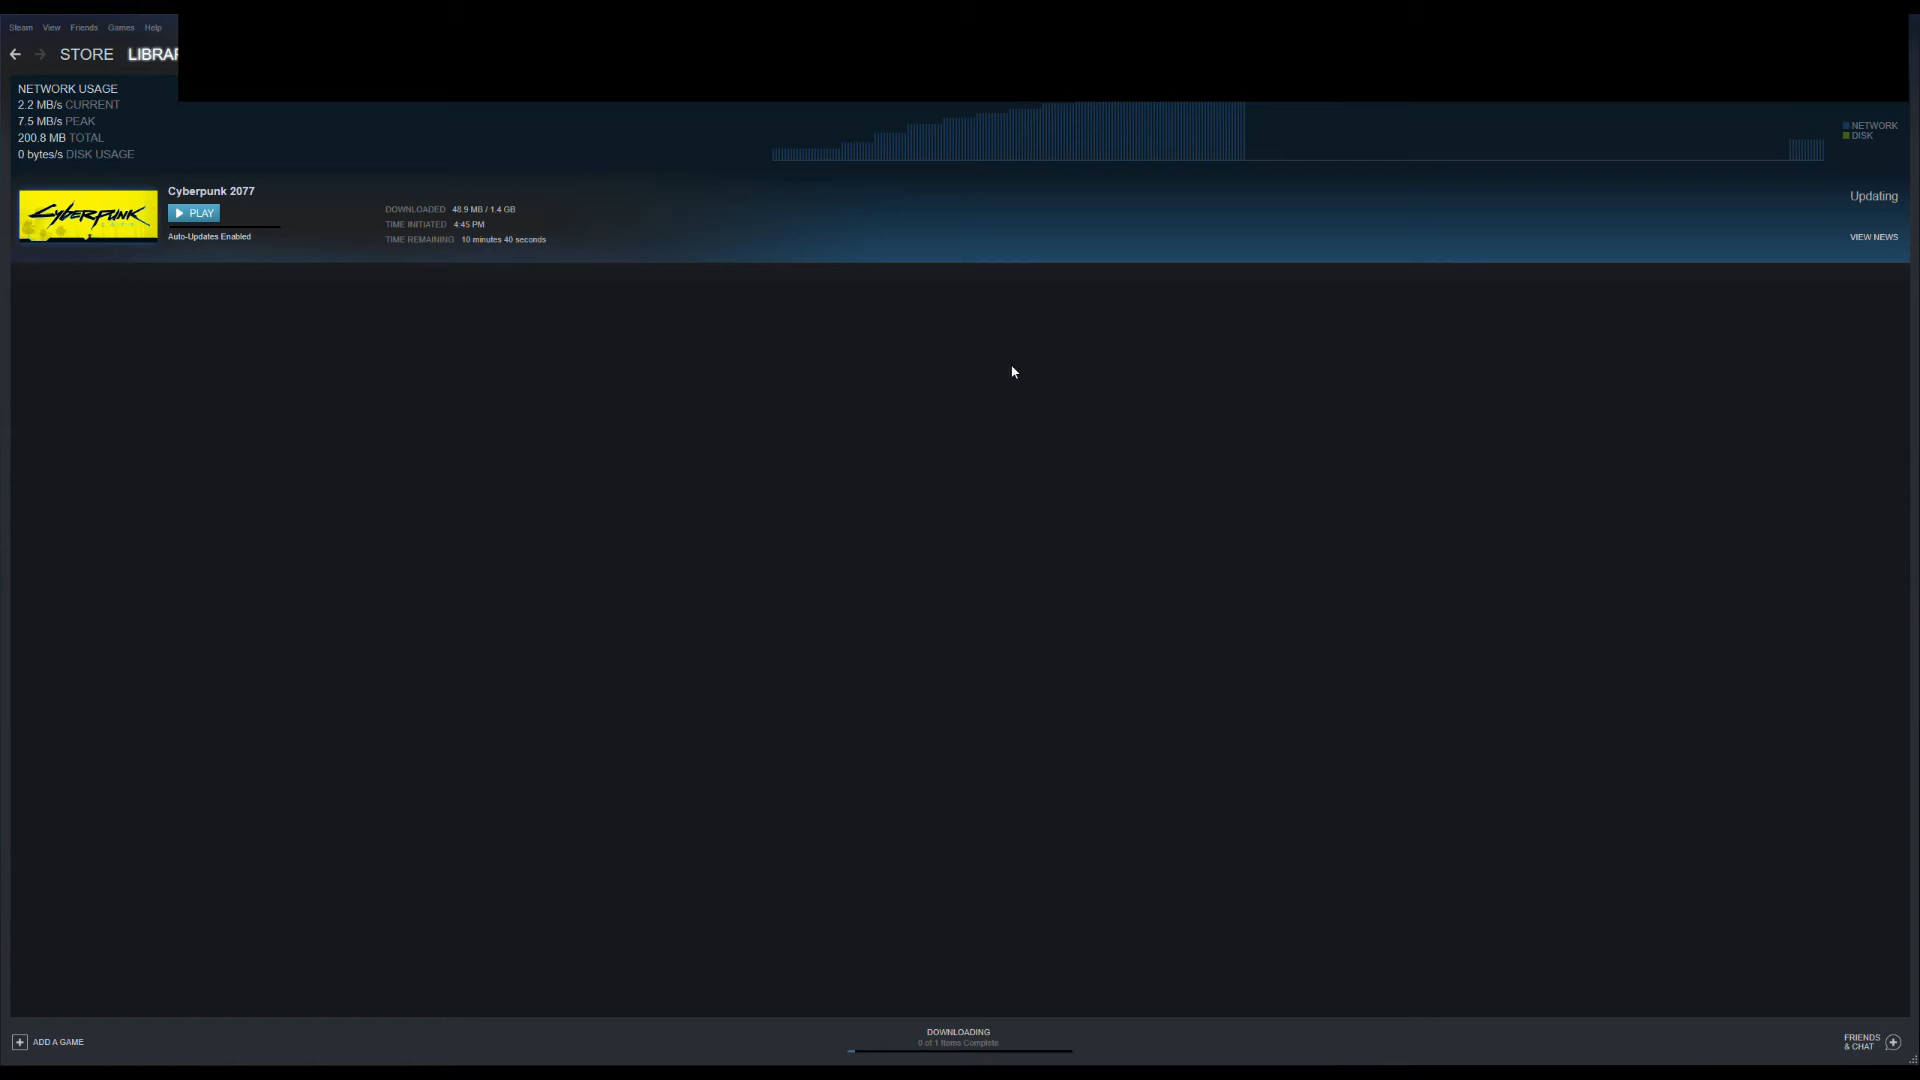 Steam View Friends Games Help
STORE LIBRAR
NETWORK USAGE
2.2 MB/s CURRENT
7.5 MB/s PEAK
200.8 MB TOTAL
0 bytes/s DISK USAGE
NETWORK
DISK
CYBERPUNK
Cyberpunk 2077
PLAY
Auto-Updates Enabled
DOWNLOADED 48.9 MB / 1.4 GB
TIME INITIATED 4:45 PM
TIME REMAINING 10 minutes 40 seconds
Updating
VIEW NEWS
ADD A GAME
DOWNLOADING
0 of 1 Items Complete
FRIENDS
& CHAT